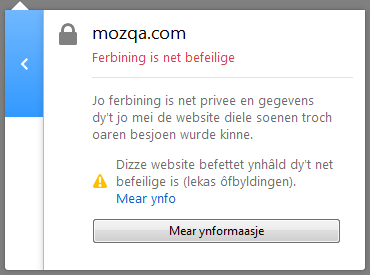 mozqa.com
Ferbining is net befeilige
Jo ferbining is net privee en gegevens
dy't jo mei de website diele soenen troch
oaren besjoen wurde kinne.
Dizze website befettet ynhâld dy't net
befeilige is (lekas ôfbyldingen).
Mear ynfo
Mear ynformaasje